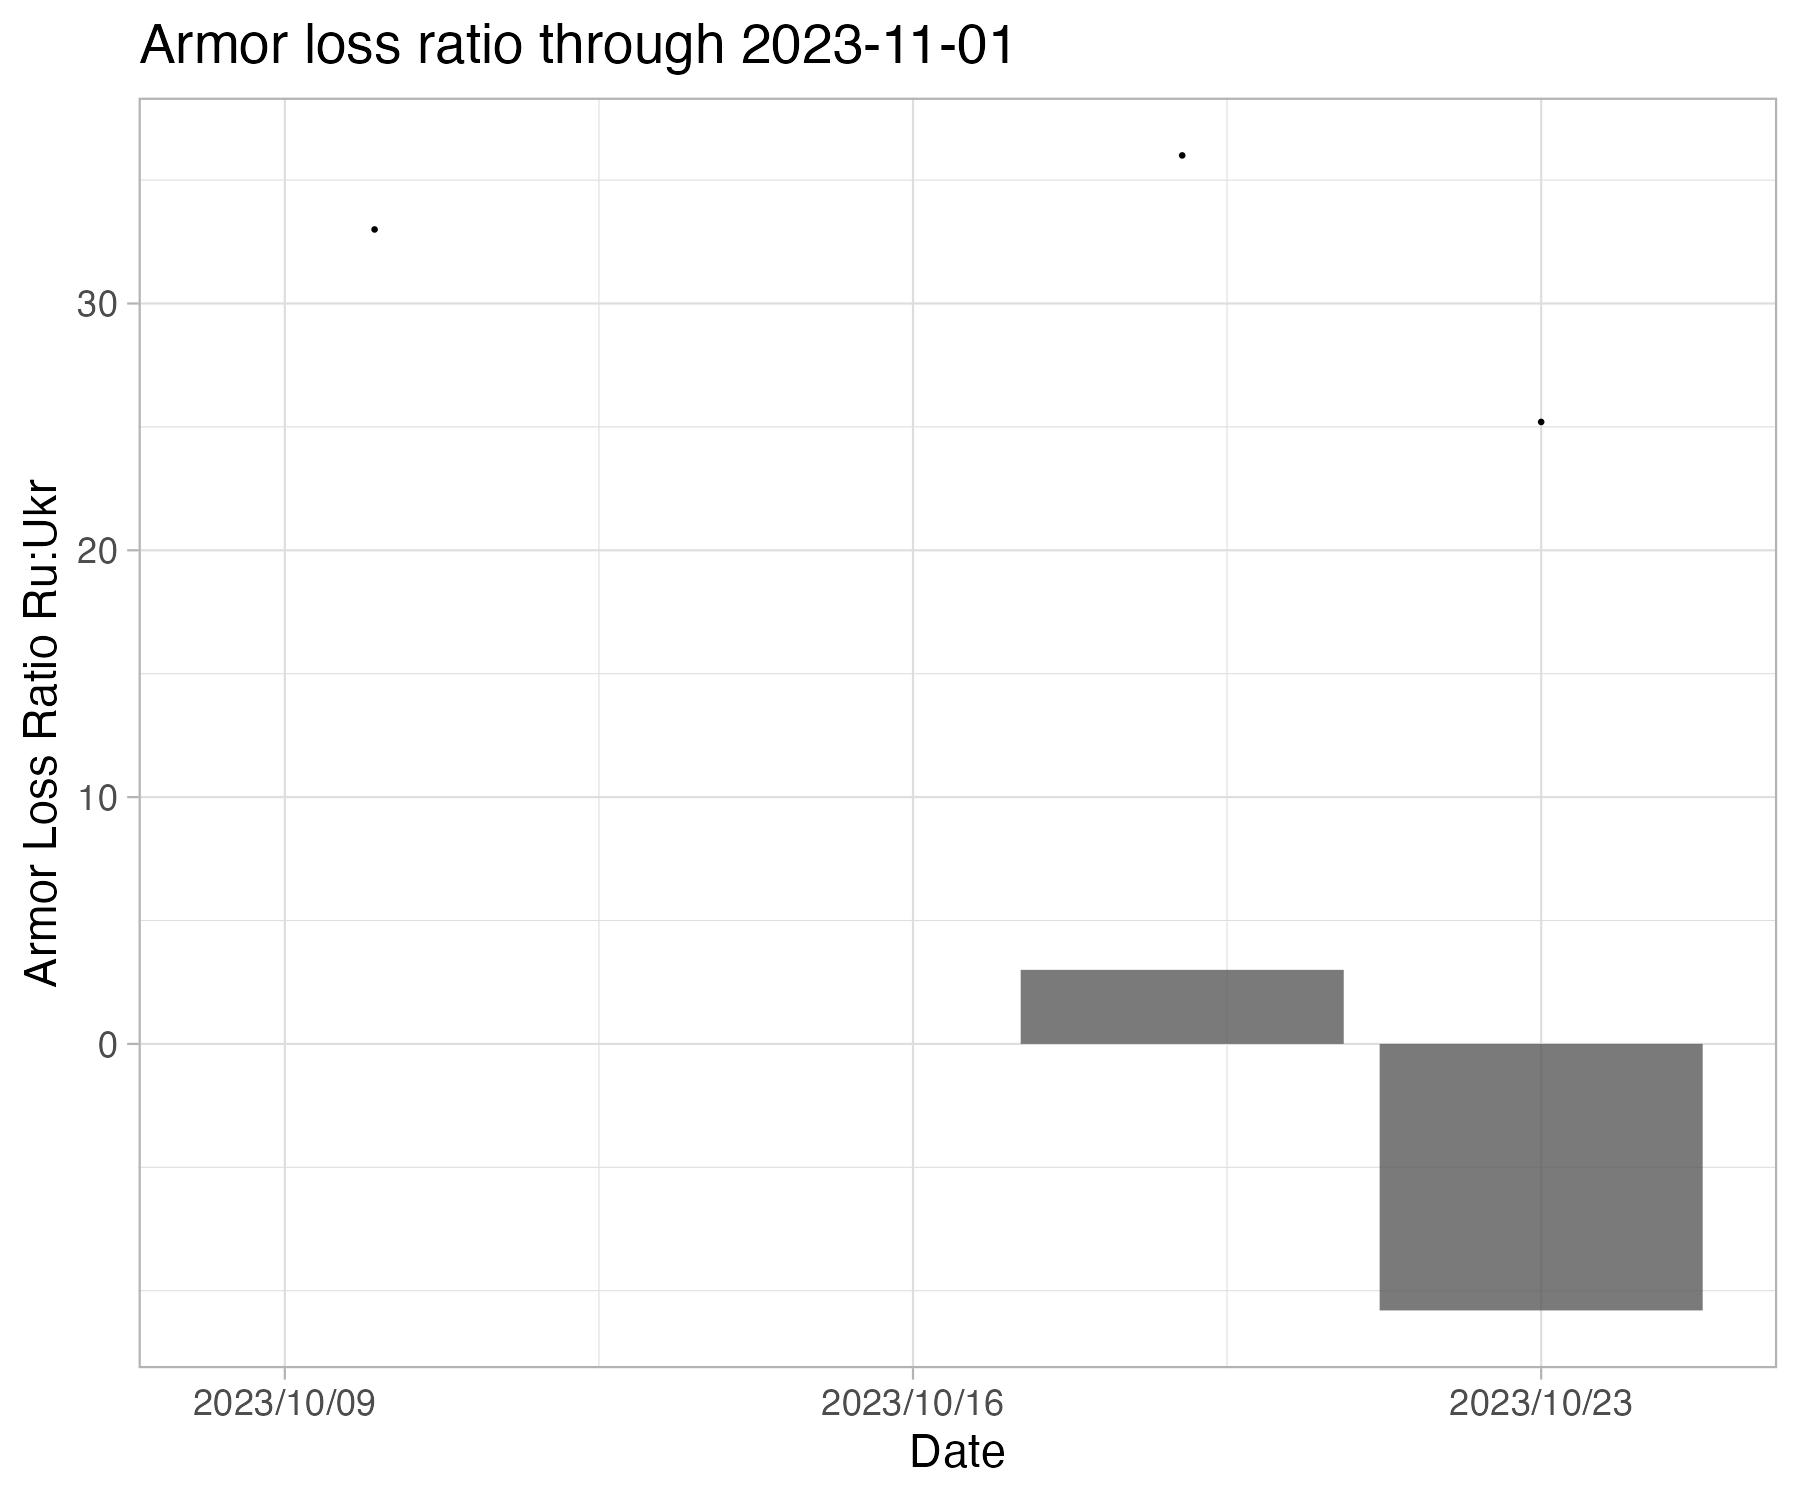 Armor loss ratio through 2023-11-01
Armor Loss Ratio Ru:Ukr
30
20
10
0
2023/10/09
2023/10/16
2023/10/23
Date